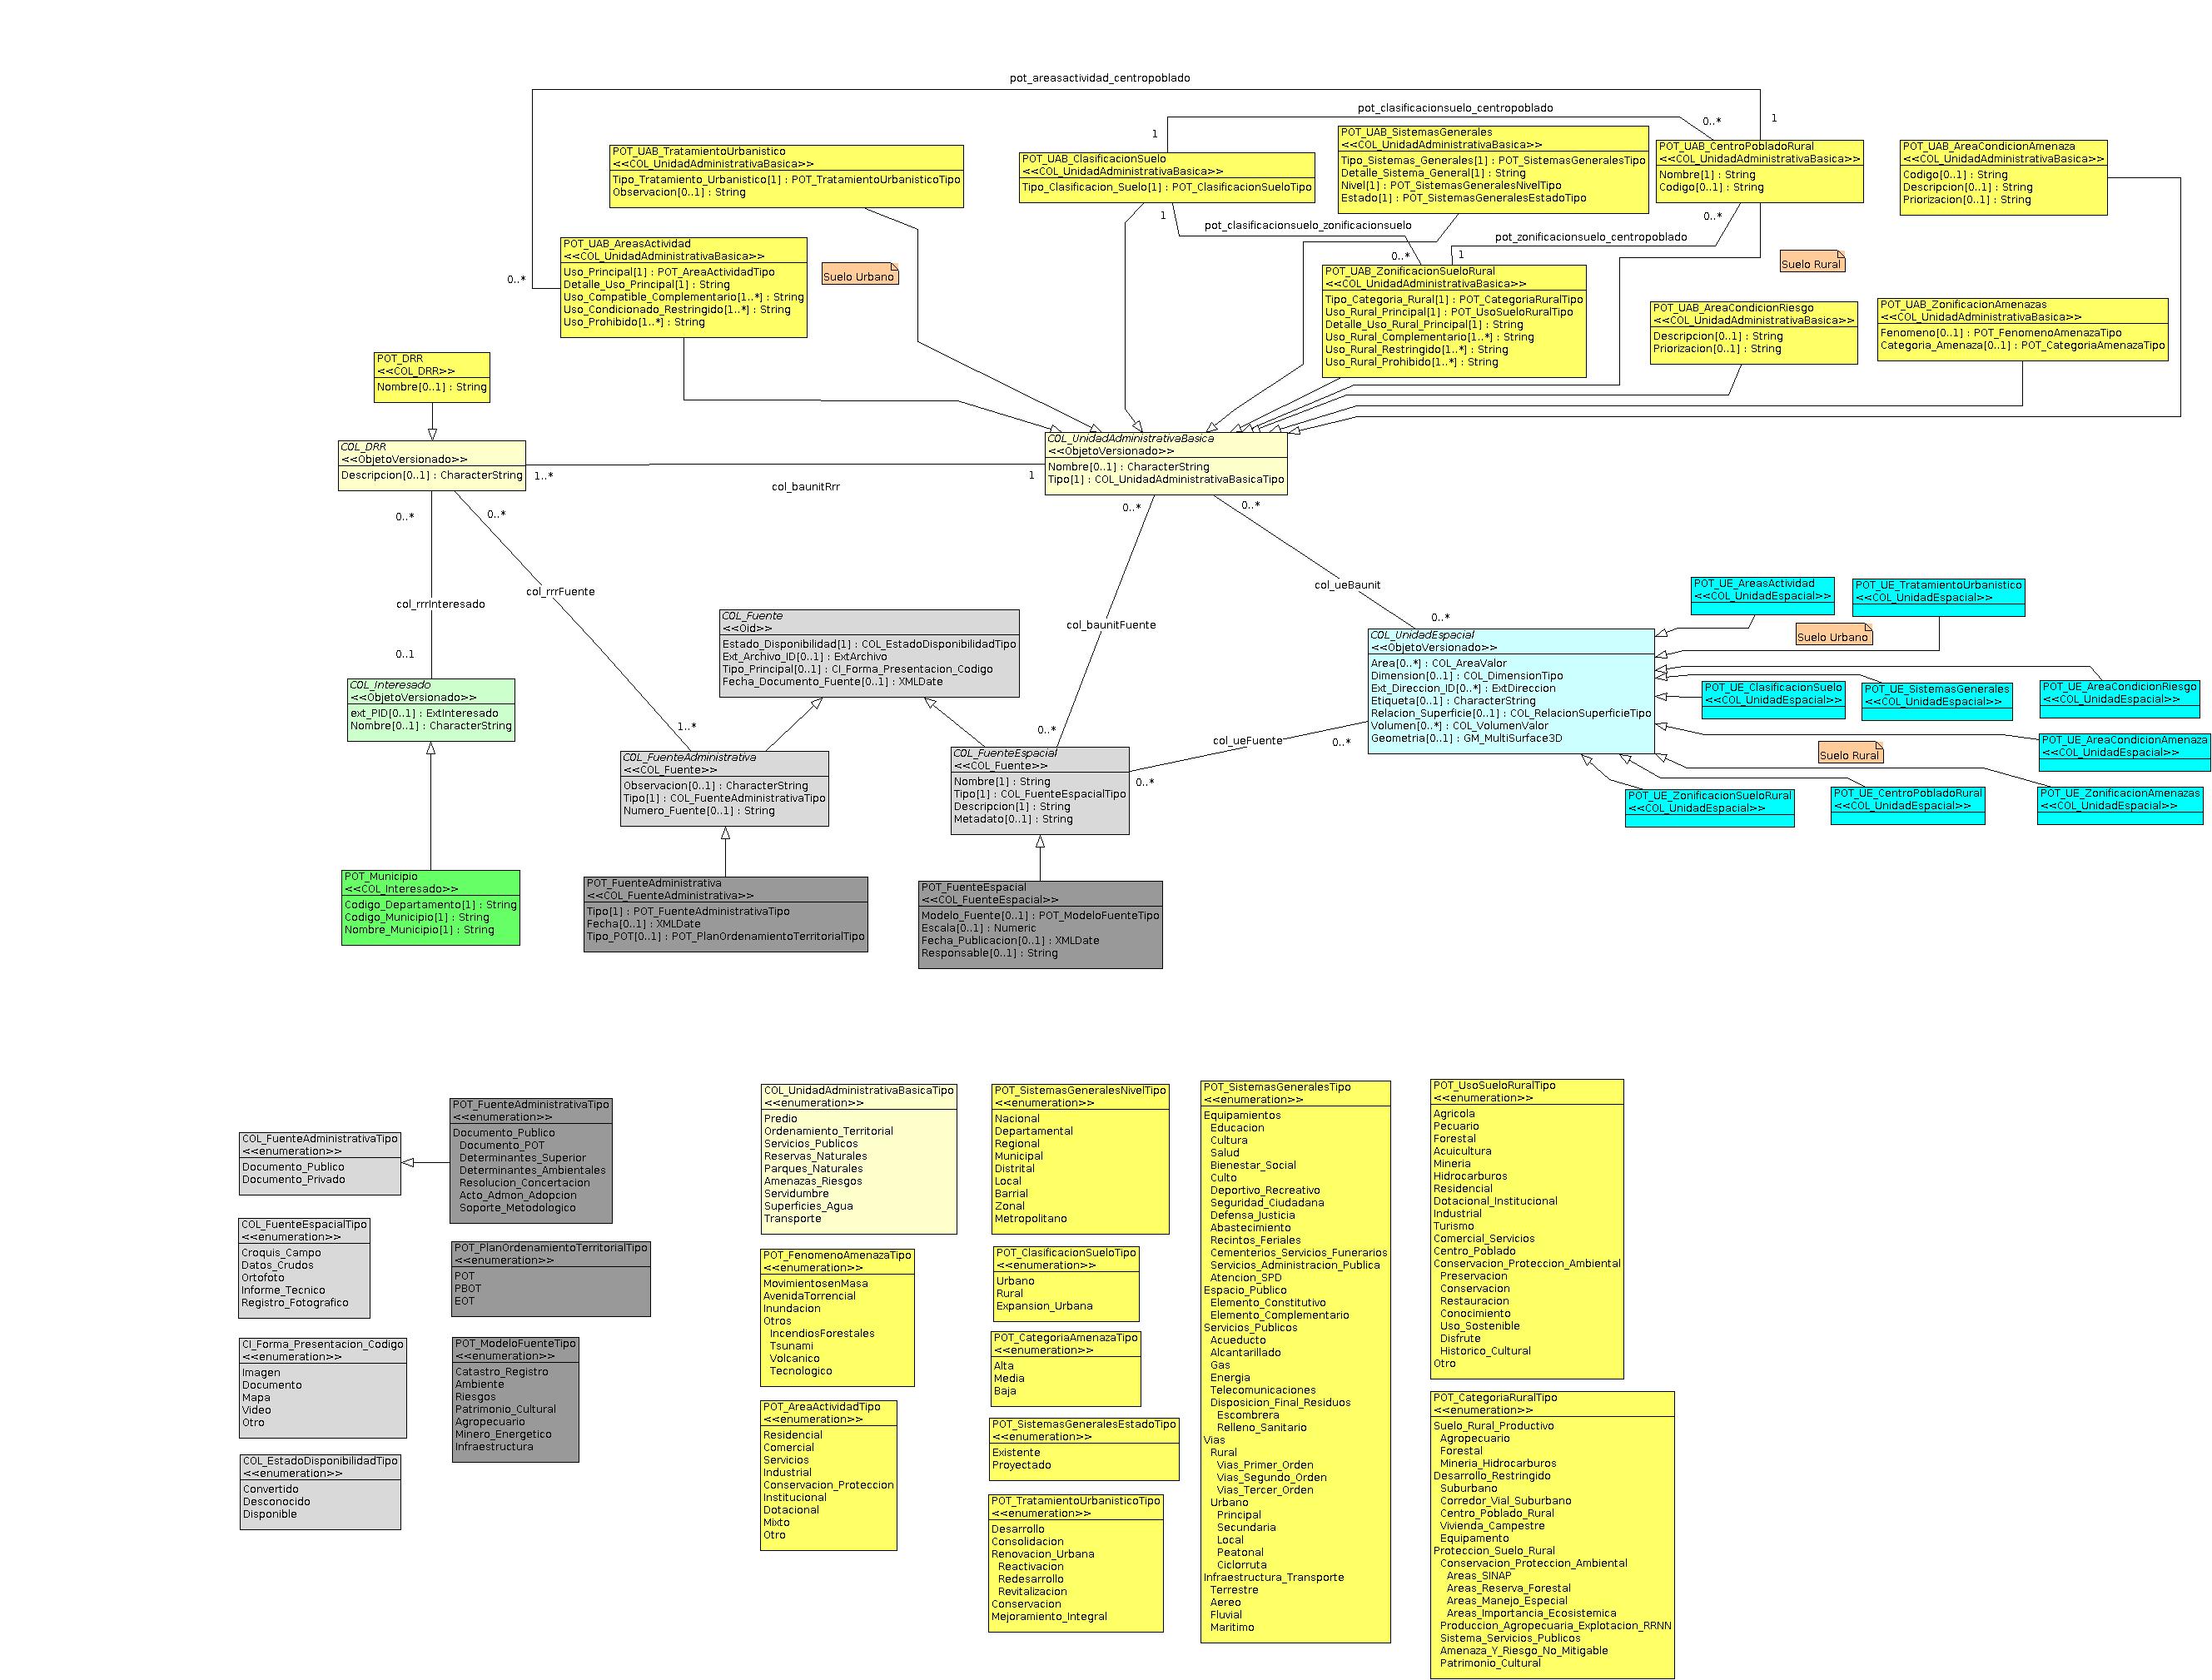 pot_areasactividad_centropoblado
pot_clasificacionsuelo_centropoblado
1
0..*
1
POT_UAB_TratamientoUrbanistico
<<COL_UnidadAdministrativaBasica>>
Tipo_Tratamiento_Urbanistico[1] : POT_TratamientoUrbanisticoTipo
Observacion[0..1] : String
POT_UAB_ClasificacionSuelo
<<COL_UnidadAdministrativaBasica>>
Tipo_Clasificacion_Suelo[1] : POT_ClasificacionSueloTipo
POT_UAB_SistemasGenerales
<<COL_UnidadAdministrativaBasica>>
Tipo_Sistemas_Generales[1] : POT_SistemasGeneralesTipo
Detalle_Sistema_General[1] : String
Nivel[1] : POT_SistemasGeneralesNivelTipo
Estado[1] : POT_SistemasGeneralesEstadoTipo
POT_UAB_CentroPobladoRural
<<COL_UnidadAdministrativaBasica>>
Nombre[1] : String
Codigo[0..1] : String
POT_UAB_AreaCondicionAmenaza
<<COL_UnidadAdministrativaBasica>>
Codigo[0..1] : String
Descripcion[0..1] : String
Priorizacion[0..1] : String
1
pot_clasificacionsuelo_zonificacionsuelo
0..*
0..*
pot_zonificacionsuelo_centropoblado
1
POT_UAB_AreasActividad
<<COL_UnidadAdministrativaBasica>>
Uso_Principal[1] : POT_AreaActividadTipo
Detalle_Uso_Principal[1] : String
Uso_Compatible_Complementario[1..*] : String
Uso_Condicionado_Restringido[1..*] : String
Uso_Prohibido[1..*] : String
0..*
Suelo Urbano
POT_UAB_ZonificacionSueloRural
<<COL_UnidadAdministrativaBasica>>
Tipo_Categoria_Rural[1] : POT_CategoriaRuralTipo
Uso_Rural_Principal[1] : POT_UsoSueloRuralTipo
Detalle_Uso_Rural_Principal[1] : String
Uso_Rural_Complementario[1..*] : String
Uso_Rural_Restringido[1..*] : String
Uso_Rural_Prohibido[1..*] : String
Suelo Rural
POT_UAB_AreaCondicionRiesgo
<<COL_UnidadAdministrativaBasica>>
Descripcion[0..1] : String
Priorizacion[0..1] : String
POT_UAB_ZonificacionAmenazas
<<COL_UnidadAdministrativaBasica>>
Fenomeno[0..1] : POT_FenomenoAmenazaTipo
Categoria_Amenaza[0..1] : POT_CategoriaAmenazaTipo
POT_DRR
<<COL_DRR>>
Nombre[0..1] : String
COL_DRR
<<ObjetoVersionado>>
Descripcion[0..1] : CharacterString
1..*
col_baunitRrr
1
COL_UnidadAdministrativaBasica
<<ObjetoVersionado>>
Nombre[0..1] : CharacterString
Tipo[1] : COL_UnidadAdministrativaBasicaTipo
0..*
0..*
0..*
0..*
col_rrrInteresado
col_rrrFuente
col_baunitFuente
col_ueBaunit
0..1
0..*
COL_Fuente
<<Oid>>
Estado_Disponibilidad[1] : COL_EstadoDisponibilidadTipo
Ext_Archivo_ID[0..1] : ExtArchivo
Tipo_Principal[0..1] : CI_Forma_Presentacion_Codigo
Fecha_Documento_Fuente[0..1] : XMLDate
COL_UnidadEspacial
<<ObjetoVersionado>>
Area[0..*] : COL_AreaValor
Dimension[0..1] : COL_DimensionTipo
Ext_Direccion_ID[0..*] : ExtDireccion
Etiqueta[0..1] : CharacterString
Relacion_Superficie[0..1] : COL_RelacionSuperficieTipo
Volumen[0..*] : COL_VolumenValor
Geometria[0..1] : GM_MultiSurface3D
POT_UE_AreasActividad
<<COL_UnidadEspacial>>
POT_UE_TratamientoUrbanistico
<<COL_UnidadEspacial>>
Suelo Urbano
POT_UE_ClasificacionSuelo
<<COL_UnidadEspacial>>
POT_UE_SistemasGenerales
<<COL_UnidadEspacial>>
POT_UE_AreaCondicionRiesgo
<<COL_UnidadEspacial>>
POT_UE_AreaCondicionAmenaza
<<COL_UnidadEspacial>>
Suelo Rural
POT_UE_ZonificacionSueloRural
<<COL_UnidadEspacial>>
POT_UE_CentroPobladoRural
<<COL_UnidadEspacial>>
POT_UE_ZonificacionAmenazas
<<COL_UnidadEspacial>>
COL_Interesado
<<ObjetoVersionado>>
ext_PID[0..1] : ExtInteresado
Nombre[0..1] : CharacterString
1..*
0..*
col_ueFuente
0..*
0..*
COL_FuenteAdministrativa
<<COL_Fuente>>
Observacion[0..1] : CharacterString
Tipo[1] : COL_FuenteAdministrativaTipo
Numero_Fuente[0..1] : String
COL_FuenteEspacial
<<COL_Fuente>>
Nombre[1] : String
Tipo[1] : COL_FuenteEspacialTipo
Descripcion[1] : String
Metadato[0..1] : String
POT_Municipio
<<COL_Interesado>>
Codigo_Departamento[1] : String
Codigo_Municipio[1] : String
Nombre_Municipio[1] : String
POT_FuenteAdministrativa
<<COL_FuenteAdministrativa>>
Tipo[1] : POT_FuenteAdministrativaTipo
Fecha[0..1] : XMLDate
Tipo_POT[0..1] : POT_PlanOrdenamientoTerritorialTipo
POT_FuenteEspacial
<<COL_FuenteEspacial>>
Modelo_Fuente[0..1] : POT_ModeloFuenteTipo
Escala[0..1] : Numeric
Fecha_Publicacion[0..1] : XMLDate
Responsable[0..1] : String
COL_FuenteAdministrativaTipo
<<enumeration>>
Documento_Publico
Documento_Privado
COL_FuenteEspacialTipo
<<enumeration>>
Croquis_Campo
Datos_Crudos
Ortofoto
Informe_Tecnico
Registro_Fotografico
CI_Forma_Presentacion_Codigo
<<enumeration>>
Imagen
Documento
Mapa
Video
Otro
COL_EstadoDisponibilidadTipo
<<enumeration>>
Convertido
Desconocido
Disponible
POT_FuenteAdministrativaTipo
<<enumeration>>
Documento_Publico
Documento_POT
Determinantes_Superior
Determinantes_Ambientales
Resolucion_Concertacion
Acto_Admon_Adopcion
Soporte_Metodologico
POT_PlanOrdenamientoTerritorialTipo
<<enumeration>>
POT
PBOT
EOT
POT_ModeloFuenteTipo
<<enumeration>>
Catastro_Registro
Ambiente
Riesgos
Patrimonio_Cultural
Agropecuario
Minero_Energetico
Infraestructura
COL_UnidadAdministrativaBasicaTipo
<<enumeration>>
Predio
Ordenamiento_Territorial
Servicios_Publicos
Reservas_Naturales
Parques_Naturales
Amenazas_Riesgos
Servidumbre
Superficies_Agua
Transporte
POT_FenomenoAmenazaTipo
<<enumeration>>
MovimientosenMasa
AvenidaTorrencial
Inundacion
Otros
IncendiosForestales
Tsunami
Volcanico
Tecnologico
POT_AreaActividadTipo
<<enumeration>>
Residencial
Comercial
Servicios
Industrial
Conservacion_Proteccion
Institucional
Dotacional
Mixto
Otro
POT_SistemasGeneralesNivelTipo
<<enumeration>>
Nacional
Departamental
Regional
Municipal
Distrital
Local
Barrial
Zonal
Metropolitano
POT_ClasificacionSueloTipo
<<enumeration>>
Urbano
Rural
Expansion_Urbana
POT_CategoriaAmenazaTipo
<<enumeration>>
Alta
Media
Baja
POT_SistemasGeneralesEstadoTipo
<<enumeration>>
Existente
Proyectado
POT_TratamientoUrbanisticoTipo
<<enumeration>>
Desarrollo
Consolidacion
Renovacion_Urbana
Reactivacion
Redesarrollo
Revitalizacion
Conservacion
Mejoramiento_Integral
POT_SistemasGeneralesTipo
<<enumeration>>
Equipamientos
Educacion
Cultura
Salud
Bienestar_Social
Culto
Deportivo_Recreativo
Seguridad_Ciudadana
Defensa_Justicia
Abastecimiento
Recintos_Feriales
Cementerios_Servicios_Funerarios
Servicios_Administracion_Publica
Atencion_SPD
Espacio_Publico
Elemento_Constitutivo
Elemento_Complementario
Servicios_Publicos
Acueducto
Alcantarillado
Gas
Energia
Telecomunicaciones
Disposicion_Final_Residuos
Escombrera
Relleno_Sanitario
Vias
Rural
Vias_Primer_Orden
Vias_Segundo_Orden
Vias_Tercer_Orden
Urbano
Principal
Secundaria
Local
Peatonal
Ciclorruta
Infraestructura_Transporte
Terrestre
Aereo
Fluvial
Maritimo
POT_UsoSueloRuralTipo
<<enumeration>>
Agricola
Pecuario
Forestal
Acuicultura
Mineria
Hidrocarburos
Residencial
Dotacional_Institucional
Industrial
Turismo
Comercial_Servicios
Centro_Poblado
Conservacion_Proteccion_Ambiental
Preservacion
Conservacion
Restauracion
Conocimiento
Uso_Sostenible
Disfrute
Historico_Cultural
Otro
POT_CategoriaRuralTipo
<<enumeration>>
Suelo_Rural_Productivo
Agropecuario
Forestal
Mineria_Hidrocarburos
Desarrollo_Restringido
Suburbano
Corredor_Vial_Suburbano
Centro_Poblado_Rural
Vivienda_Campestre
Equipamento
Proteccion_Suelo_Rural
Conservacion_Proteccion_Ambiental
Areas_SINAP
Areas_Reserva_Forestal
Areas_Manejo_Especial
Areas_Importancia_Ecosistemica
Produccion_Agropecuaria_Explotacion_RRNN
Sistema_Servicios_Publicos
Amenaza_Y_Riesgo_No_Mitigable
Patrimonio_Cultural